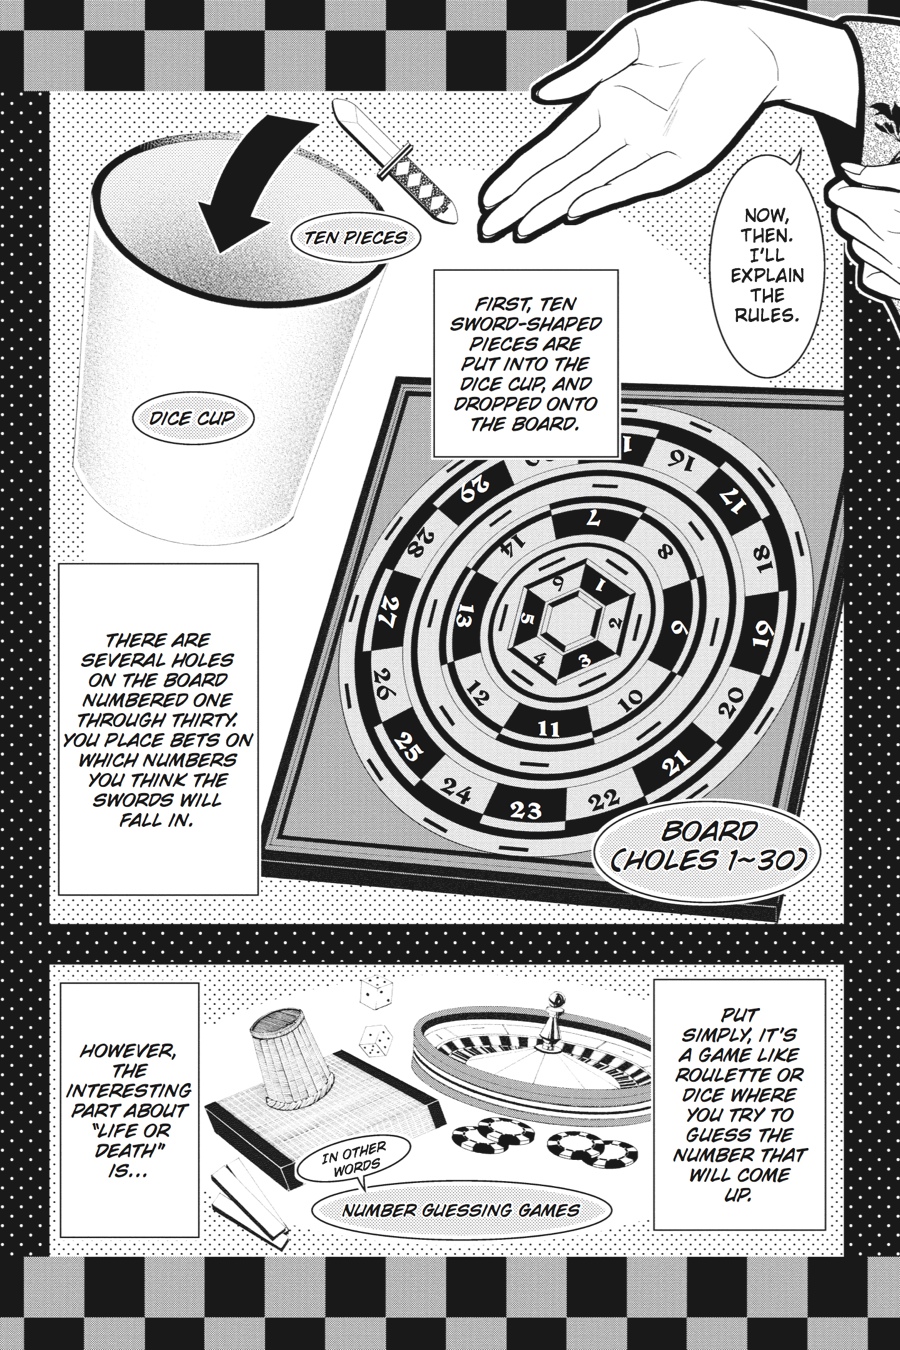 NOW,
THEN.
I'LL
EXPLAIN
THE
RULES.
TEN PIECES
FIRST, TEN
SWORD-SHAPED
PIECES ARE
PUT INTO THE
DICE CUP, AND
DROPPED ONTO
THE BOARD.
DICE CUP
THERE ARE
SEVERAL HOLES
ON THE BOARD
NUMBERED ONE
THROUGH THIRTY.
YOU PLACE BETS ON
WHICH NUMBERS
YOU THINK THE
SWORDS WILL
FALL IN.
1
2
3
4
5
6
7
8
9
10
11
12
13
14
16
17
18
19
20
21
22
23
24
25
26
27
28
29
BOARD
(HOLES 1~30)
PUT
SIMPLY, IT'S
A GAME LIKE
ROULETTE OR
DICE WHERE
YOU TRY TO
GUESS THE
NUMBER THAT
WILL COME
UP.
IN OTHER
WORDS
NUMBER GUESSING GAMES
HOWEVER,
THE
INTERESTING
PART ABOUT
"LIFE OR
DEATH"
IS...